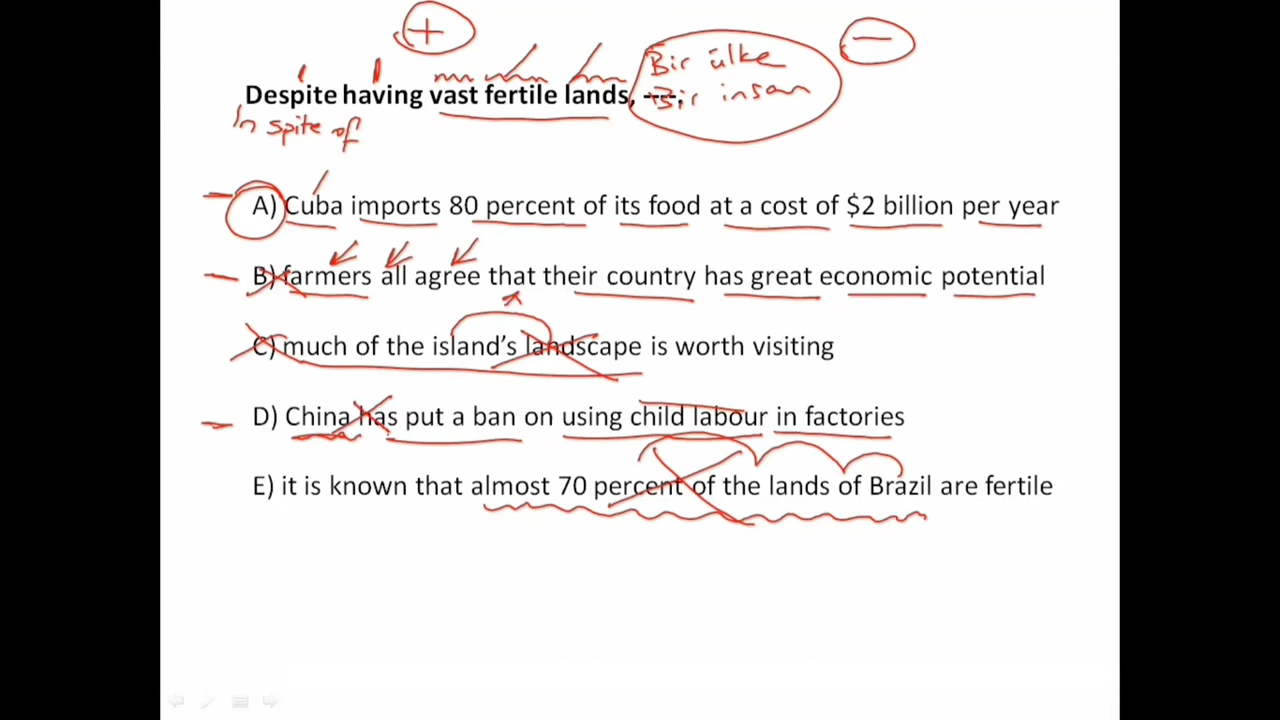 +
−
Bir ülke
Despite having vast fertile lands, ----.
Bir insan
In spite of
A) Cuba imports 80 percent of its food at a cost of $2 billion per year
B) farmers all agree that their country has great economic potential
C) much of the island's landscape is worth visiting
D) China has put a ban on using child labour in factories
E) it is known that almost 70 percent of the lands of Brazil are fertile